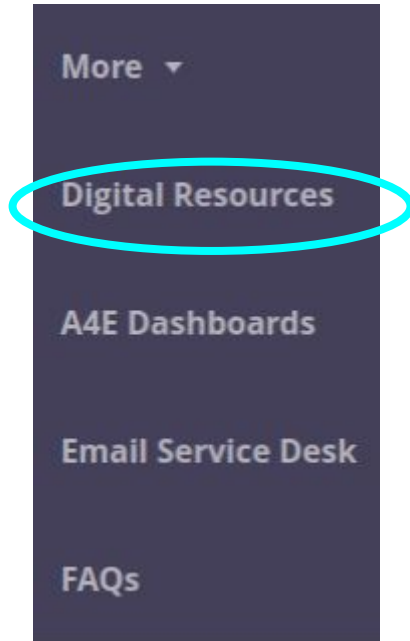 More
Digital Resources
A4E Dashboards
Email Service Desk
FAQs